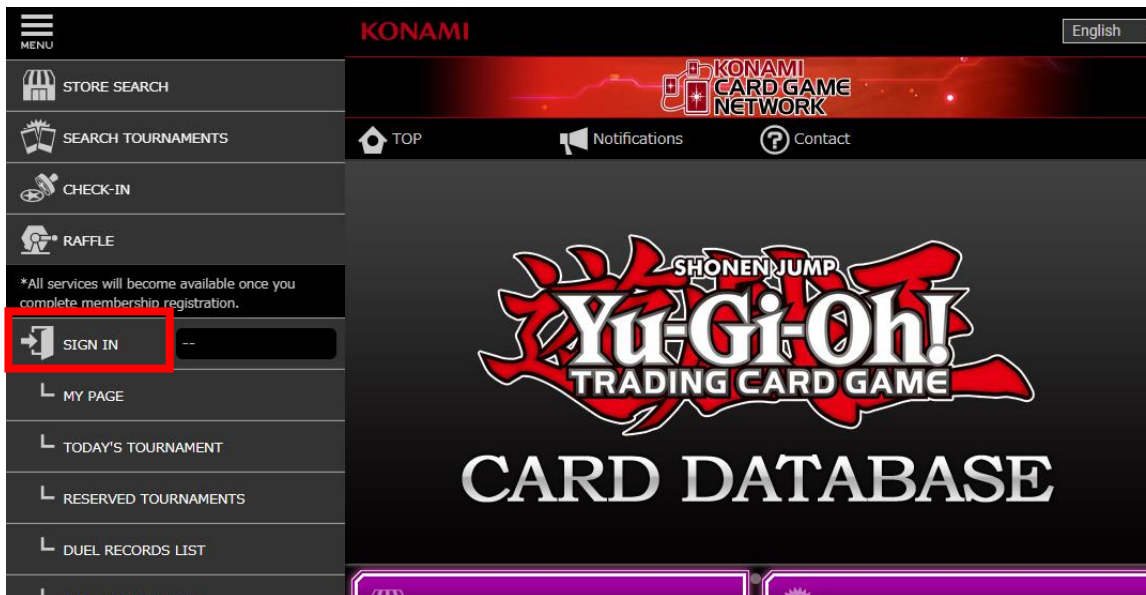 MENU
STORE SEARCH
SEARCH TOURNAMENTS
CHECK-IN
RAFFLE
*All services will become available once you
complete membership registration.
SIGN IN
--
MY PAGE
TODAY'S TOURNAMENT
RESERVED TOURNAMENTS
DUEL RECORDS LIST
KONAMI
English
KONAMI
CARD GAME
NETWORK
TOP
Notifications
Contact
SHONEN JUMP
Yu-Gi-Oh!
TRADING CARD GAME
CARD DATABASE